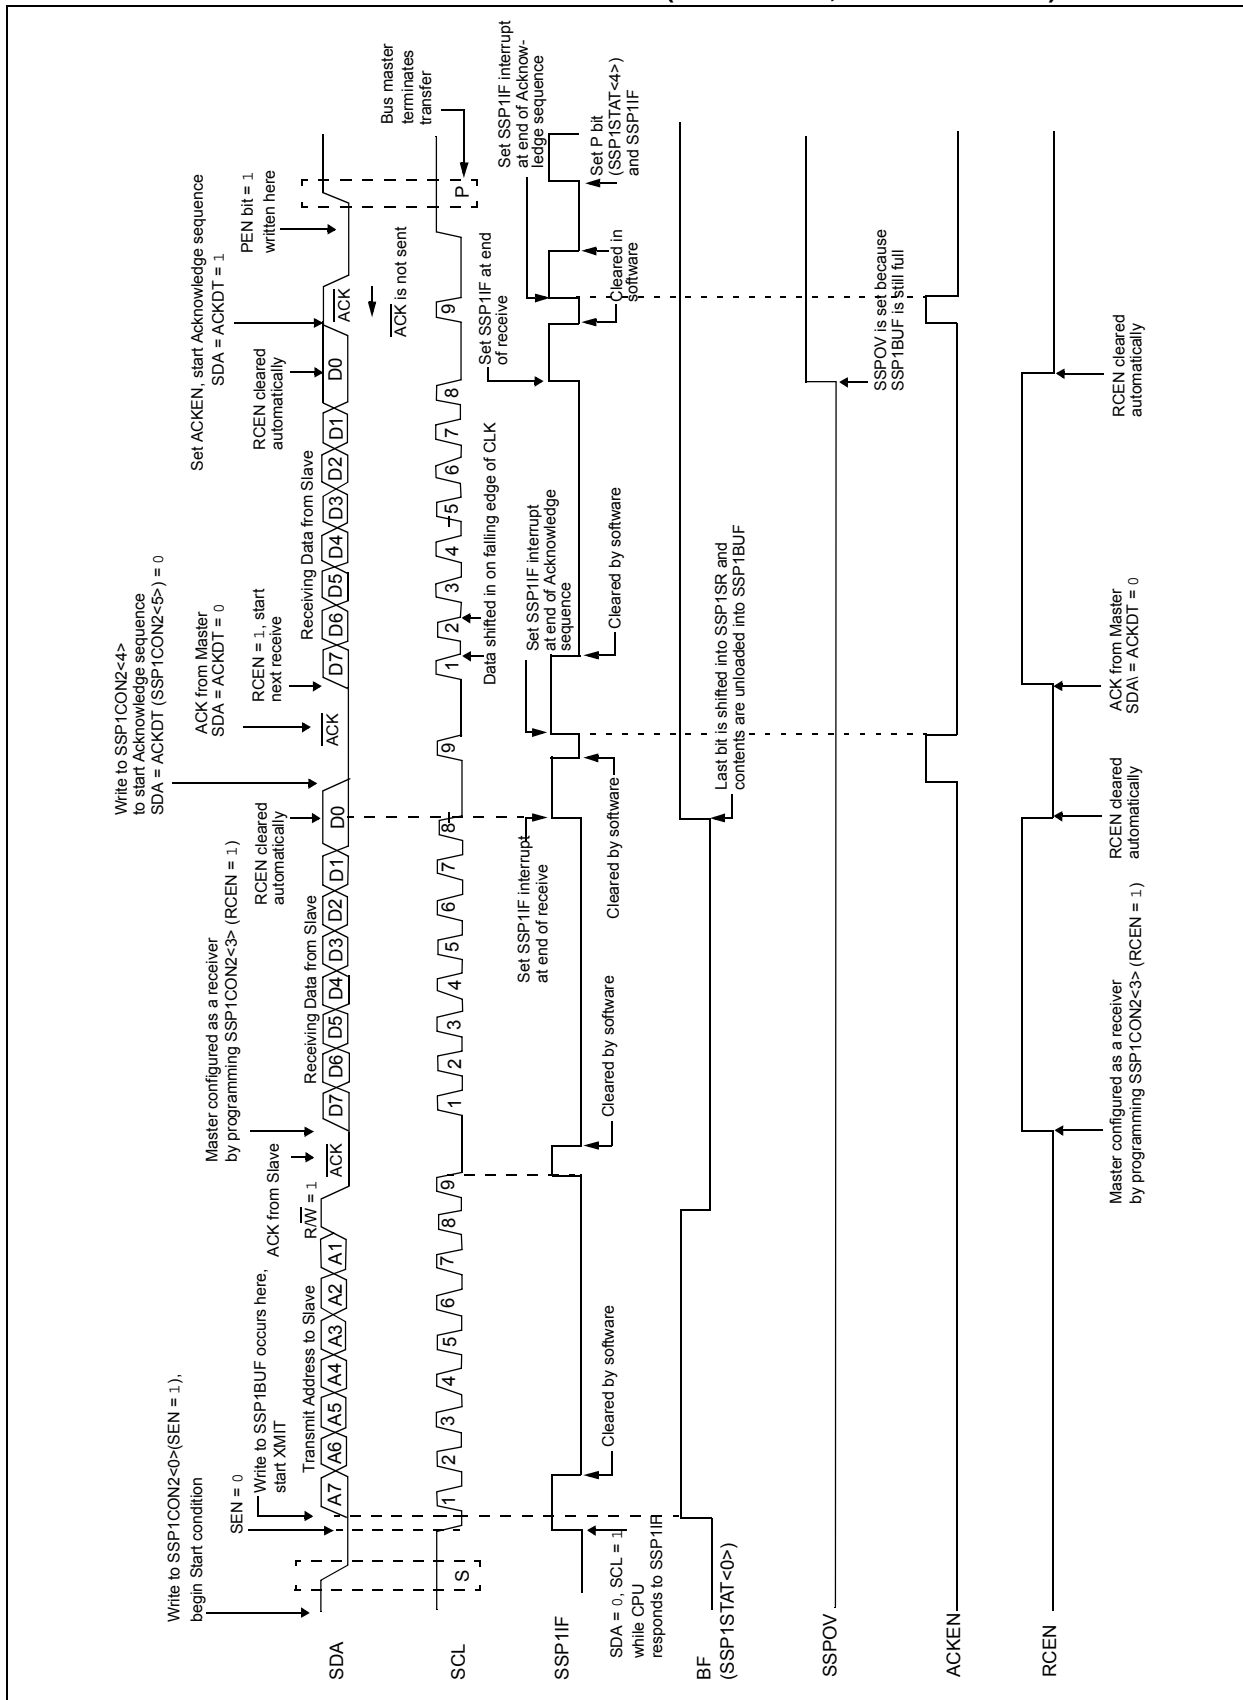 Write to SSP1CON2<0>(SEN = 1),
begin Start condition
SEN = 0
Write to SSP1BUF occurs here,
start XMIT
ACK from Slave
Master configured as a receiver
by programming SSP1CON2<3> (RCEN = 1)
RCEN cleared
automatically
Write to SSP1CON2<4>
to start Acknowledge sequence
SDA = ACKDT (SSP1CON2<5>) = 0
ACK from Master
SDA = ACKDT = 0
RCEN = 1, start
next receive
RCEN cleared
automatically
Set ACKEN, start Acknowledge sequence
SDA = ACKDT = 1
PEN bit = 1
written here
Transmit Address to Slave
R/W = 1
Receiving Data from Slave
Receiving Data from Slave
SDA
A7 A6 A5 A4 A3 A2 A1
ACK
D7 D6 D5 D4 D3 D2 D1 D0
ACK
D7 D6 D5 D4 D3 D2 D1 D0
ACK
ACK is not sent
Bus master
terminates
transfer
SCL
S
1 2 3 4 5 6 7 8 9
1 2 3 4 5 6 7 8 9
1 2 3 4 5 6 7 8 9
P
Data shifted in on falling edge of CLK
Set SSP1IF interrupt
at end of receive
Set SSP1IF interrupt
at end of Acknowledge
sequence
Set SSP1IF at end
of receive
Set SSP1IF interrupt
at end of Acknow-
ledge sequence
SSP1IF
SDA = 0, SCL = 1
while CPU
responds to SSP1IF
Cleared by software
Cleared by software
Cleared by software
Cleared by software
Cleared in
software
Set P bit
(SSP1STAT<4>)
and SSP1IF
BF
(SSP1STAT<0>)
Last bit is shifted into SSP1SR and
contents are unloaded into SSP1BUF
SSPOV
SSPOV is set because
SSP1BUF is still full
ACKEN
RCEN
Master configured as a receiver
by programming SSP1CON2<3> (RCEN = 1)
RCEN cleared
automatically
ACK from Master
SDA\ = ACKDT = 0
RCEN cleared
automatically